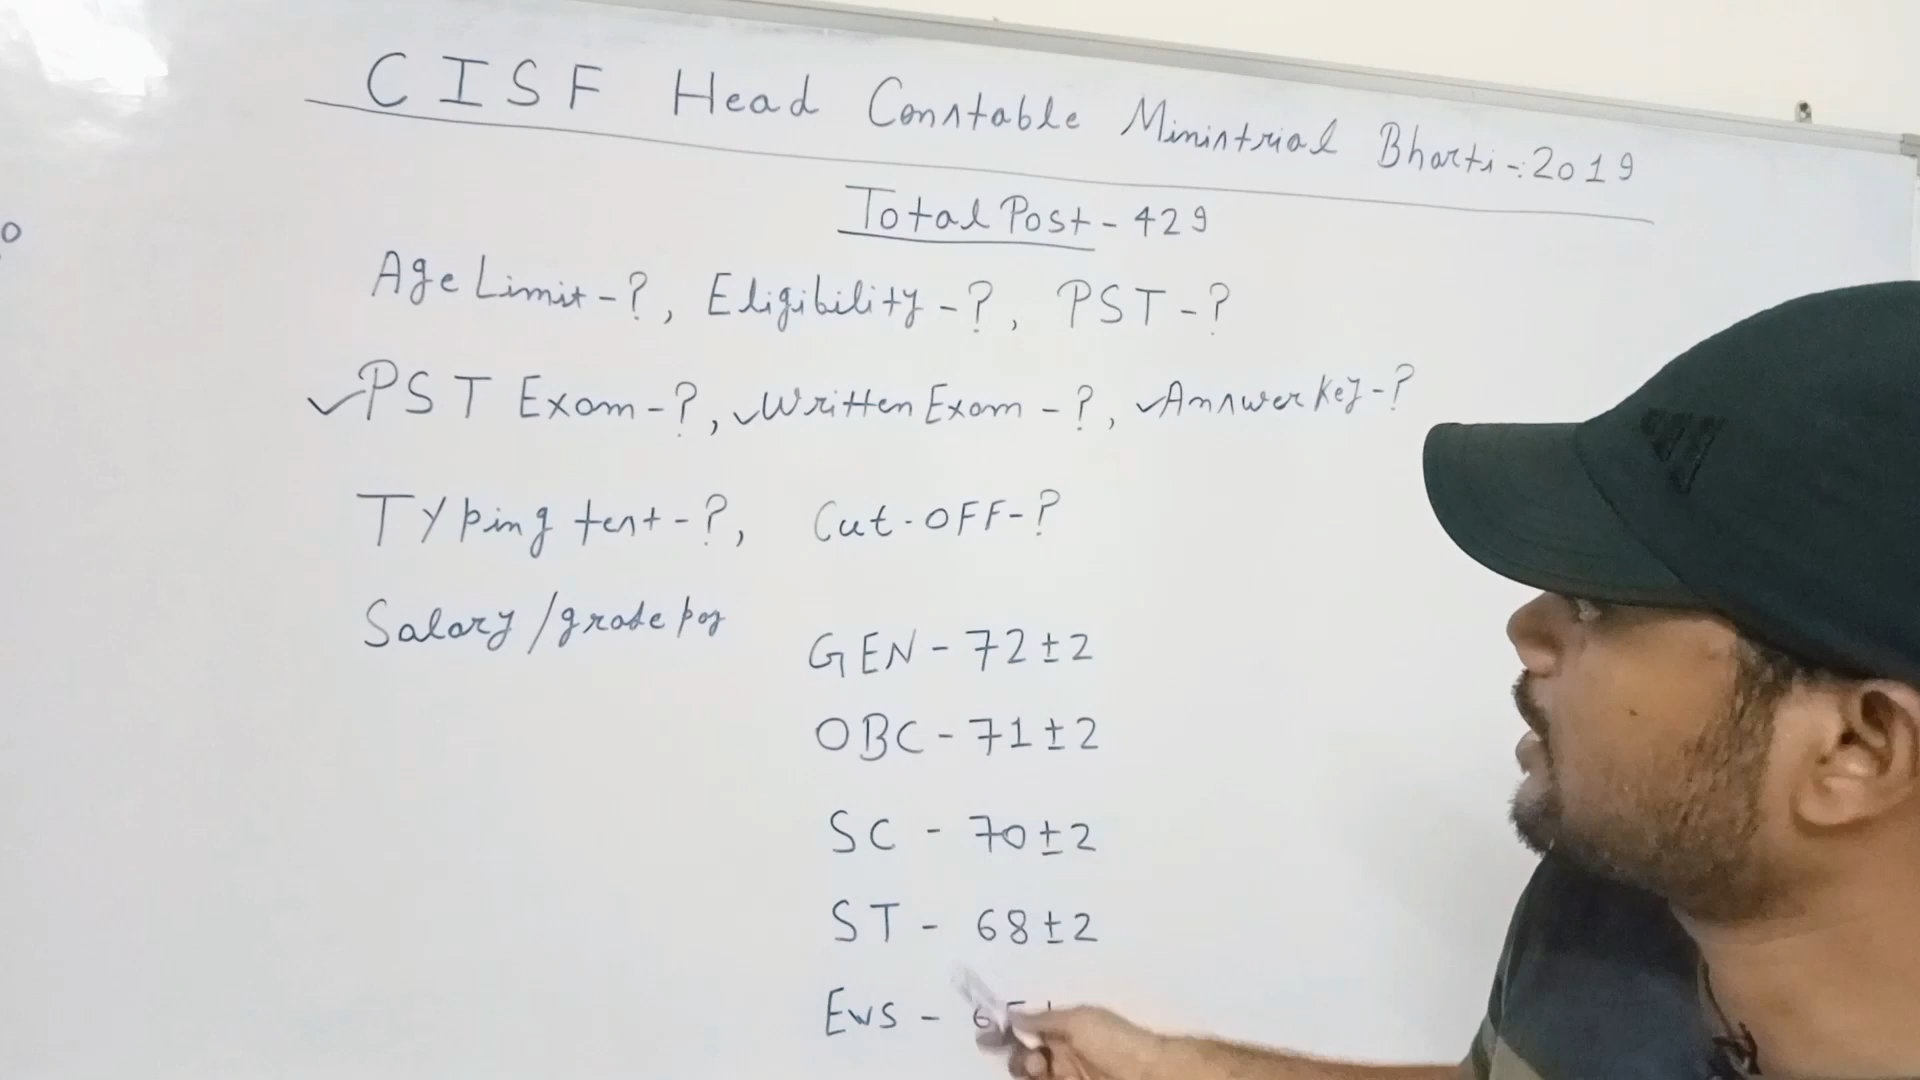 CISF Head Constable Ministrial Bharti-:2019
Total Post - 429
Age Limit - ?, Eligibility - ?, PST - ?
✓PST Exam - ?, ✓Written Exam - ?, ✓Answer Key - ?
Typing test - ?, Cut-OFF - ?
Salary/grade pay
GEN - 72±2
OBC - 71±2
SC - 70±2
ST - 68±2
EWS -